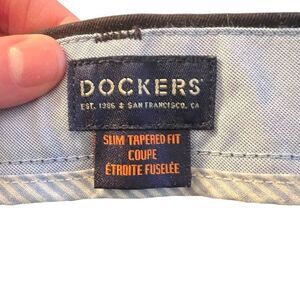 DOCKERS®
EST. 1986 & SAN FRANCISCO, CA
SLIM TAPERED FIT
COUPE
ÉTROITE FUSELÉE